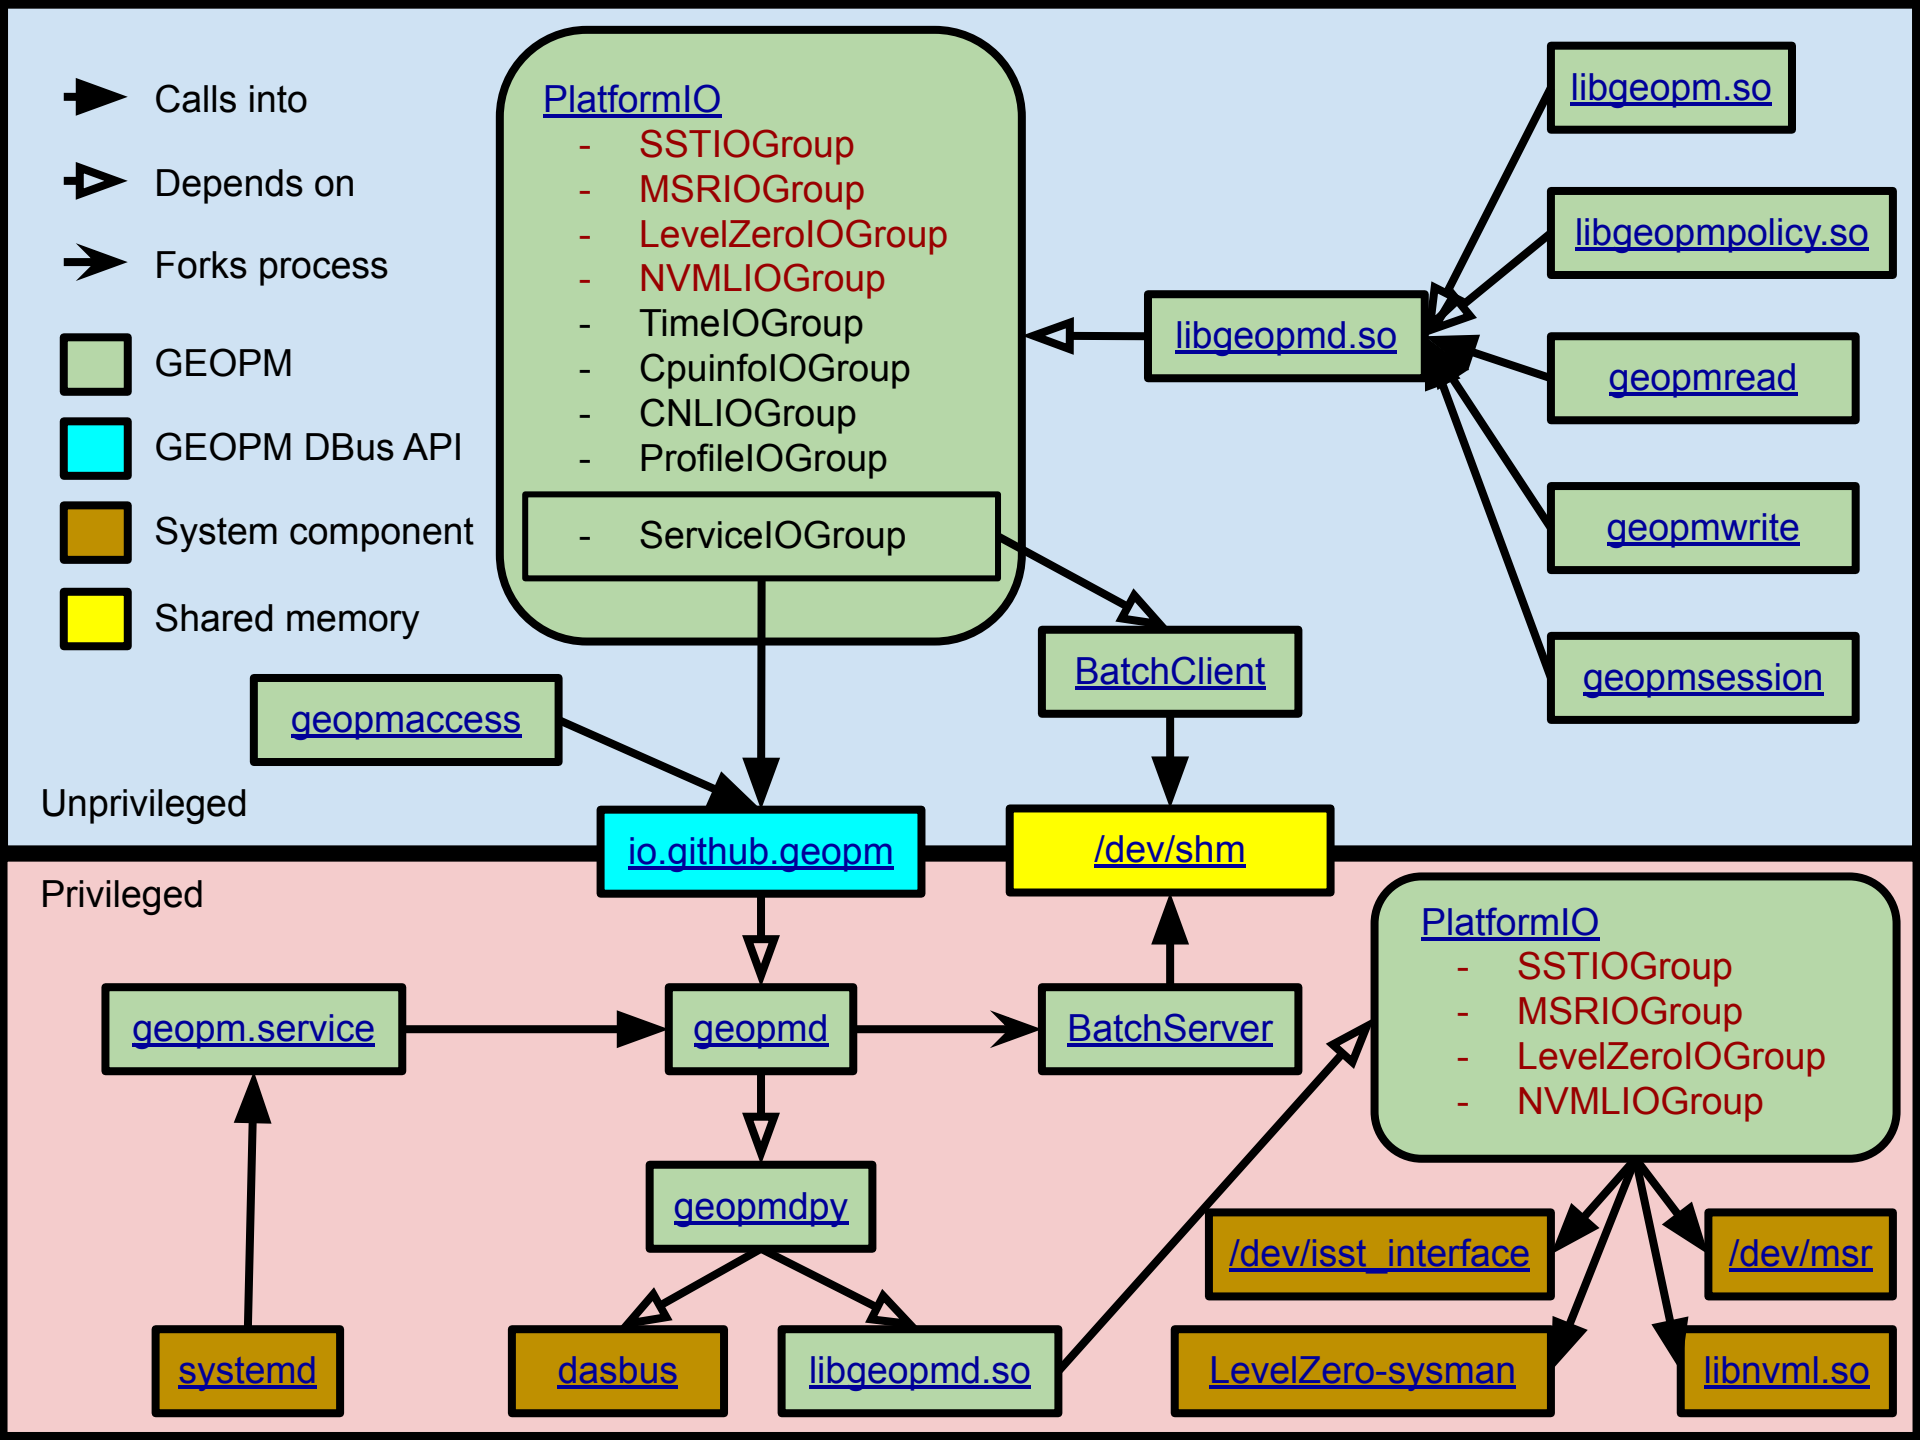 Calls into
Depends on
Forks process
GEOPM
GEOPM DBus API
System component
Shared memory
PlatformIO
- SSTIOGroup
- MSRIOGroup
- LevelZeroIOGroup
- NVMLIOGroup
- TimeIOGroup
- CpuinfoIOGroup
- CNLIOGroup
- ProfileIOGroup
- ServiceIOGroup
libgeopm.so
libgeopmpolicy.so
libgeopmd.so
geopmread
geopmwrite
geopmsession
BatchClient
geopmaccess
Unprivileged
io.github.geopm
/dev/shm
Privileged
PlatformIO
- SSTIOGroup
- MSRIOGroup
- LevelZeroIOGroup
- NVMLIOGroup
geopm.service
geopmd
BatchServer
geopmdpy
/dev/isst_interface
/dev/msr
systemd
dasbus
libgeopmd.so
LevelZero-sysman
libnvml.so